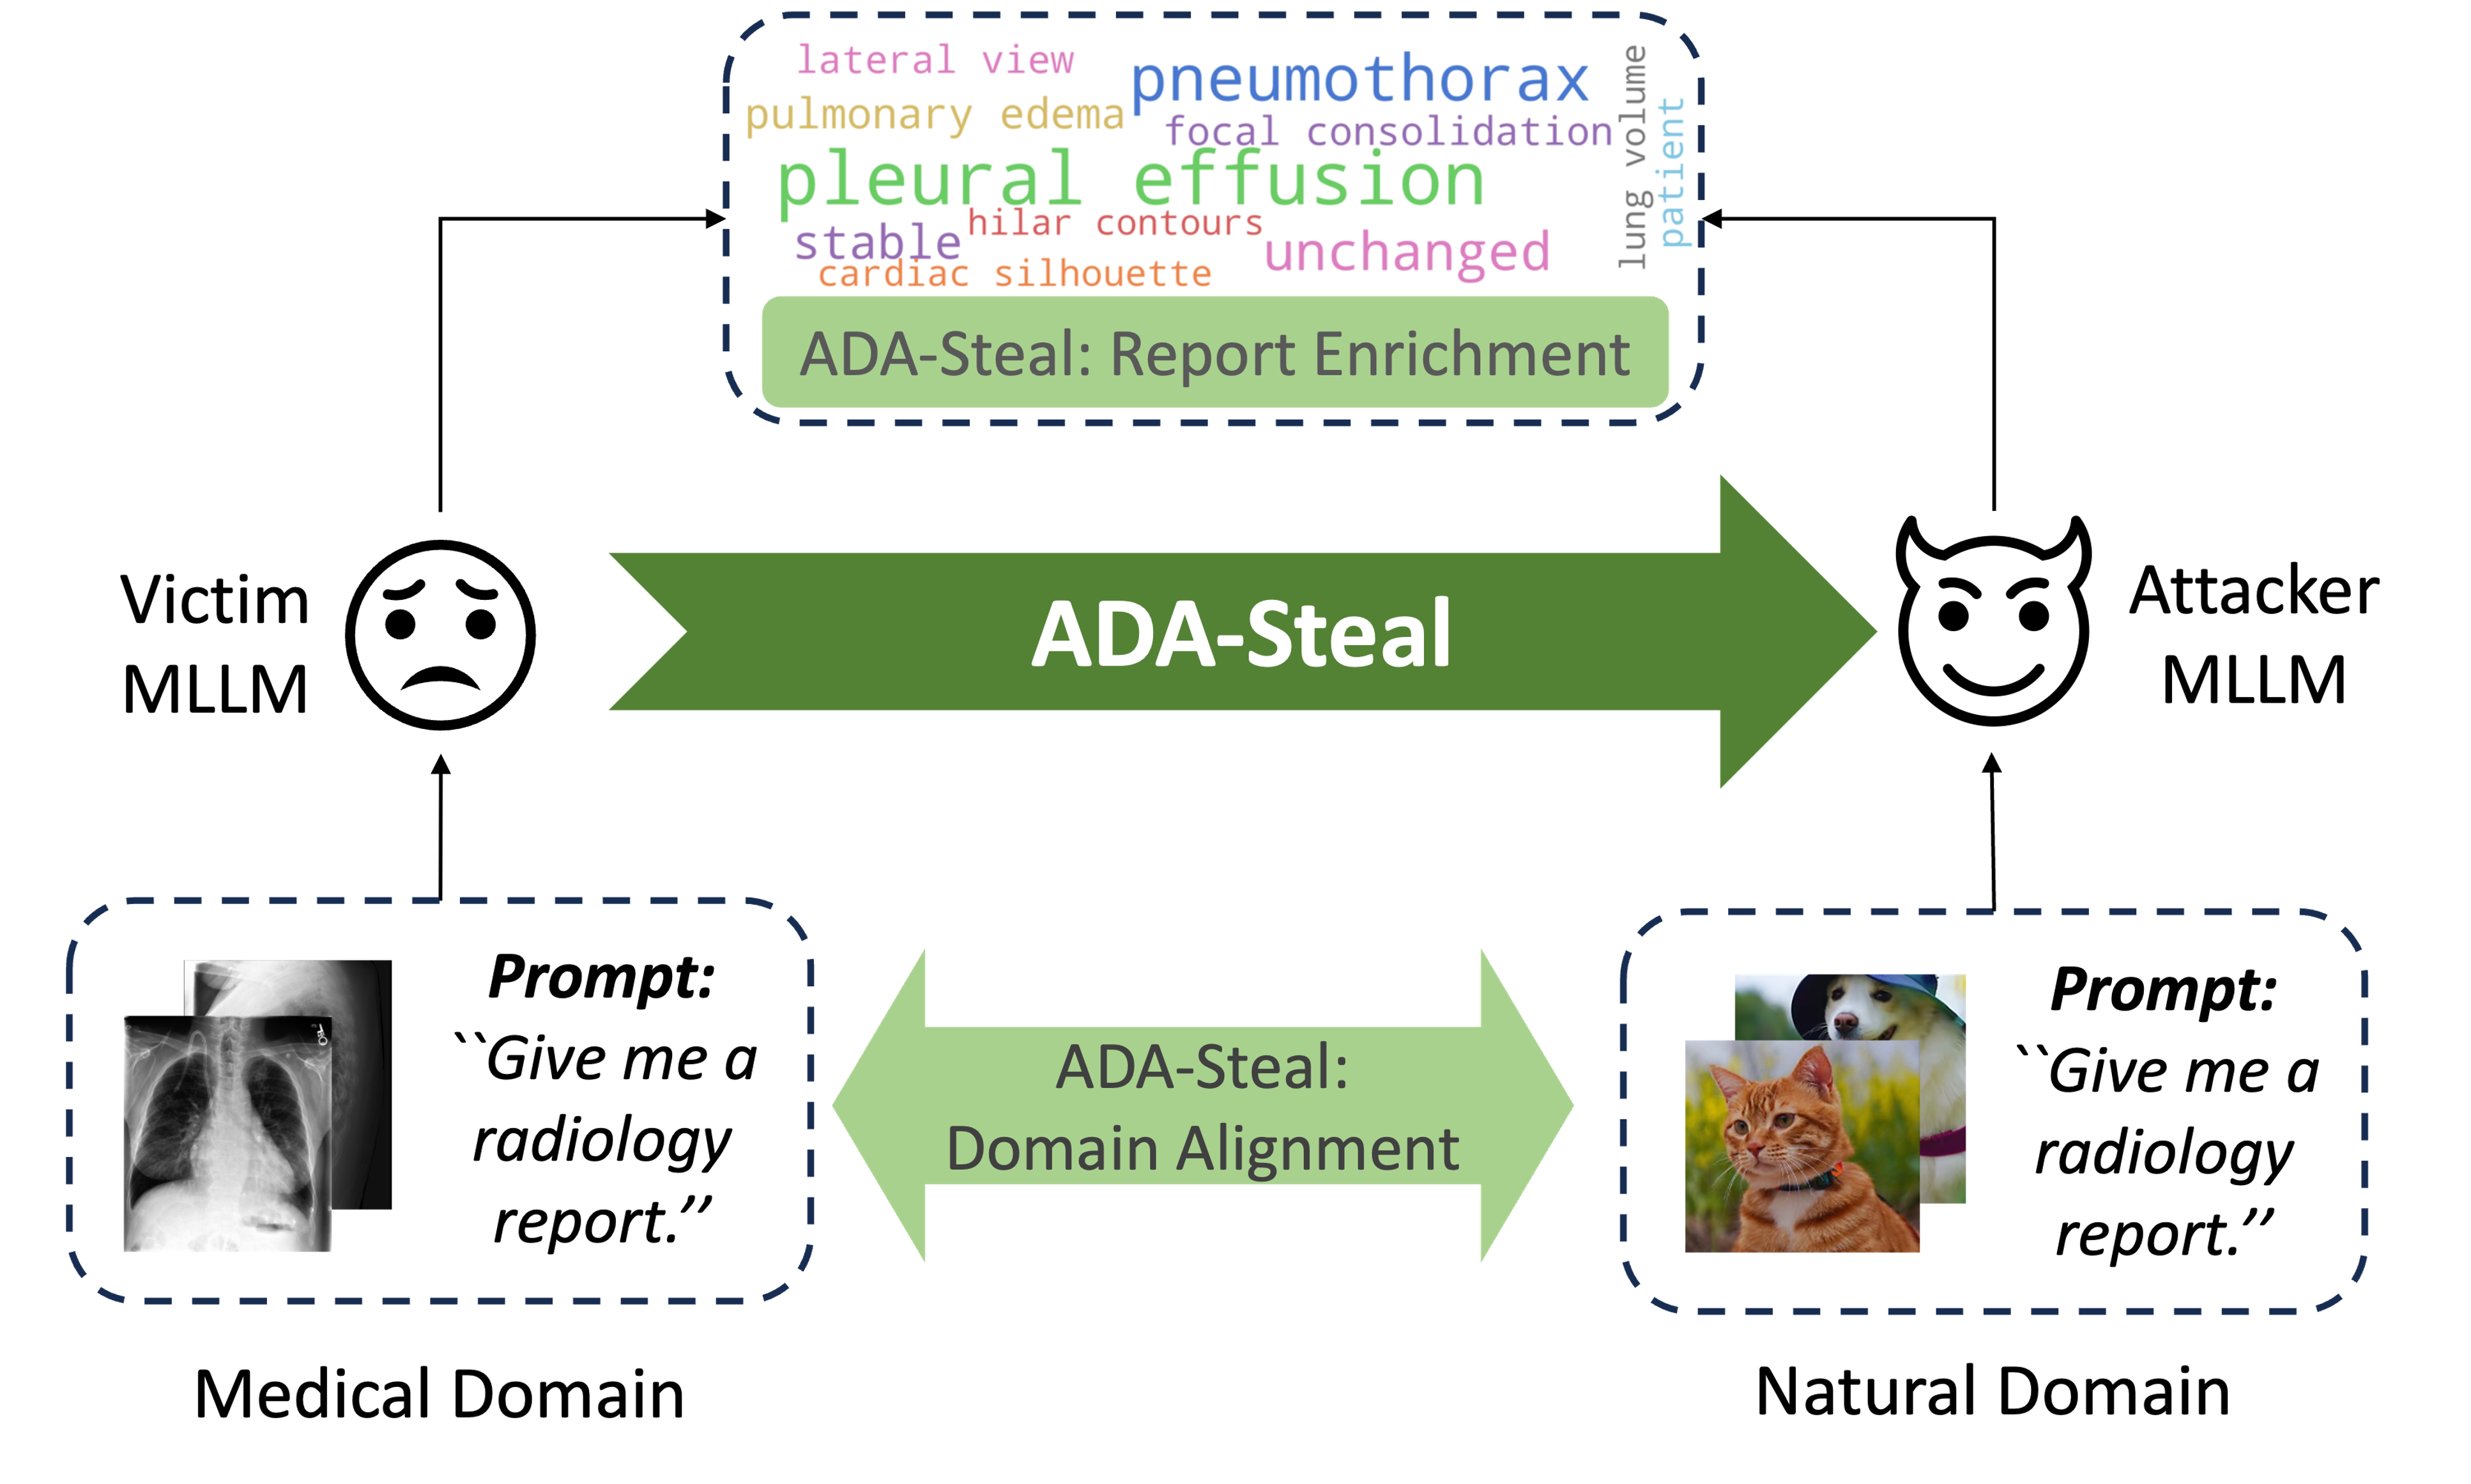 lateral view
pneumothorax
pulmonary edema
focal consolidation
pleural effusion
hilar contours
stable
unchanged
cardiac silhouette
lung volume
patient
ADA-Steal: Report Enrichment
Victim
MLLM
ADA-Steal
Attacker
MLLM
Prompt:
``Give me a
radiology
report.’’
ADA-Steal:
Domain Alignment
Prompt:
``Give me a
radiology
report.’’
Medical Domain
Natural Domain